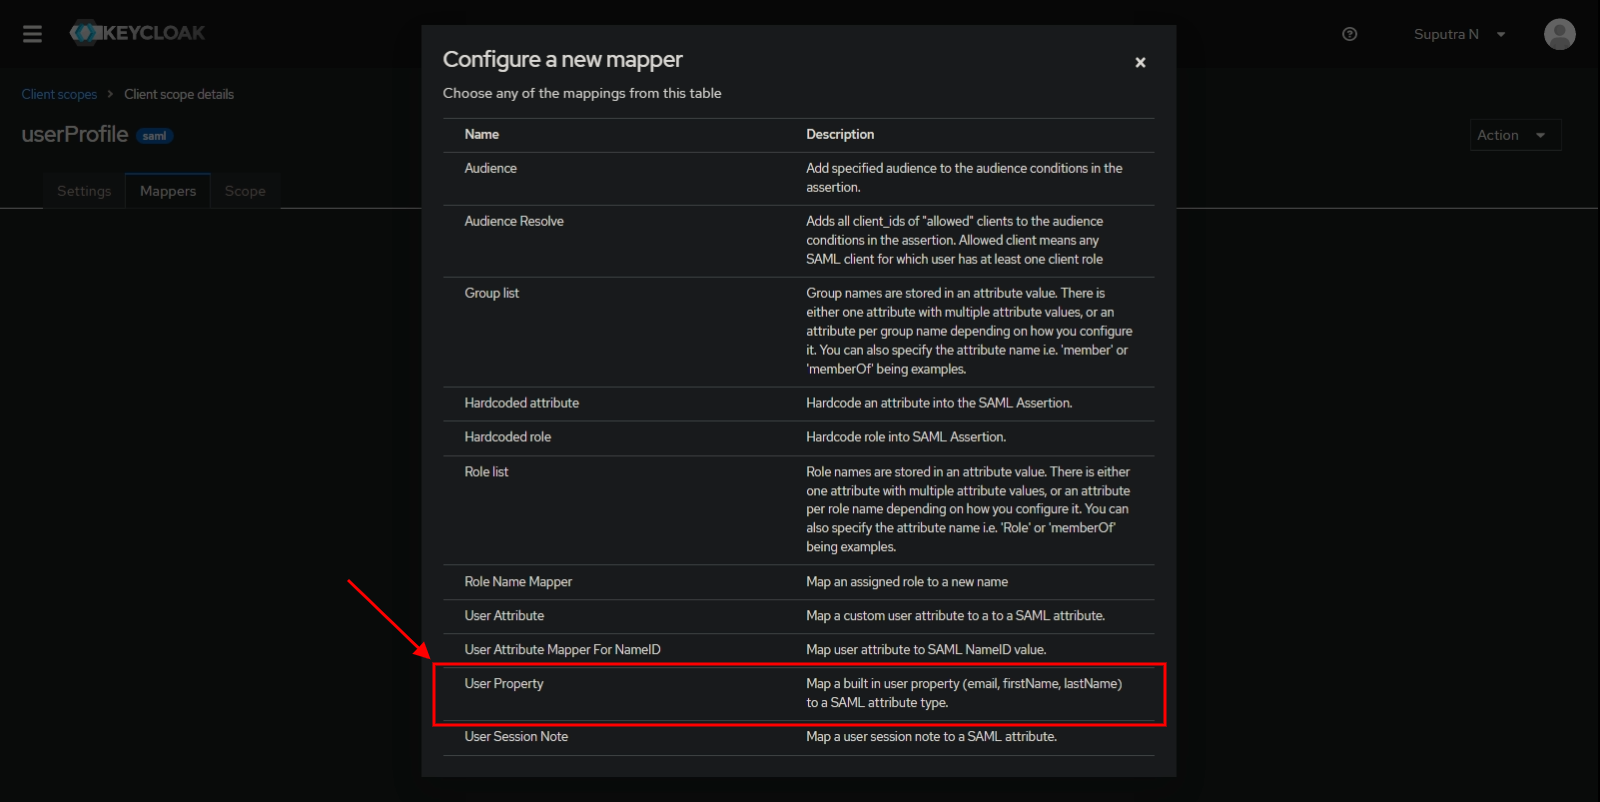 KEYCLOAK
Suputra N
Client scopes > Client scope details
userProfile saml
Action
Settings Mappers Scope
Configure a new mapper
Choose any of the mappings from this table
Name Description
Audience Add specified audience to the audience conditions in the
assertion.
Audience Resolve Adds all client_ids of "allowed" clients to the audience
conditions in the assertion. Allowed client means any
SAML client for which user has at least one client role
Group list Group names are stored in an attribute value. There is
either one attribute with multiple attribute values, or an
attribute per group name depending on how you configure
it. You can also specify the attribute name i.e. 'member' or
'memberOf' being examples.
Hardcoded attribute Hardcode an attribute into the SAML Assertion.
Hardcoded role Hardcode role into SAML Assertion.
Role list Role names are stored in an attribute value. There is either
one attribute with multiple attribute values, or an attribute
per role name depending on how you configure it. You can
also specify the attribute name i.e. 'Role' or 'memberOf'
being examples.
Role Name Mapper Map an assigned role to a new name
User Attribute Map a custom user attribute to a to a SAML attribute.
User Attribute Mapper For NameID Map user attribute to SAML NameID value.
User Property Map a built in user property (email, firstName, lastName)
to a SAML attribute type.
User Session Note Map a user session note to a SAML attribute.